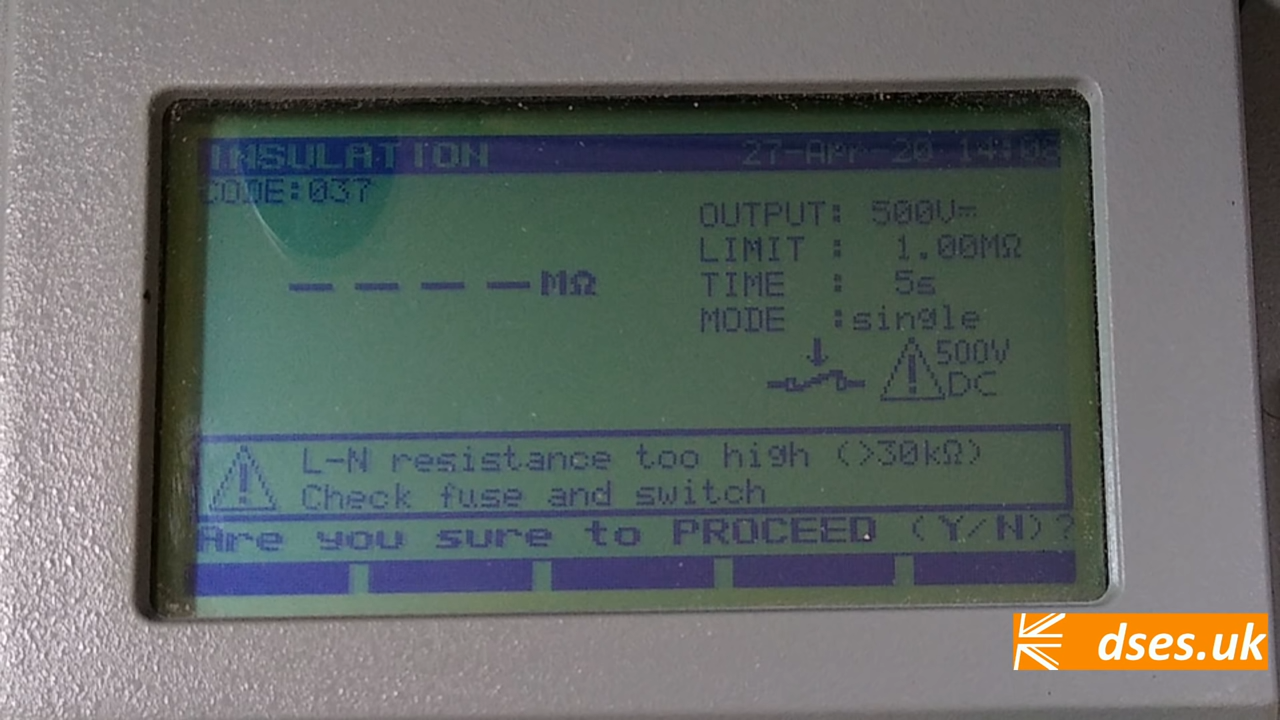 INSULATION 27-Apr-20 14:08
CODE:037
OUTPUT: 500V
LIMIT : 1.00MΩ
– – – – MΩ
TIME : 5s
MODE :single
500V
DC
L-N resistance too high (>30kΩ)
Check fuse and switch
Are you sure to PROCEED (Y/N)?
dses.uk